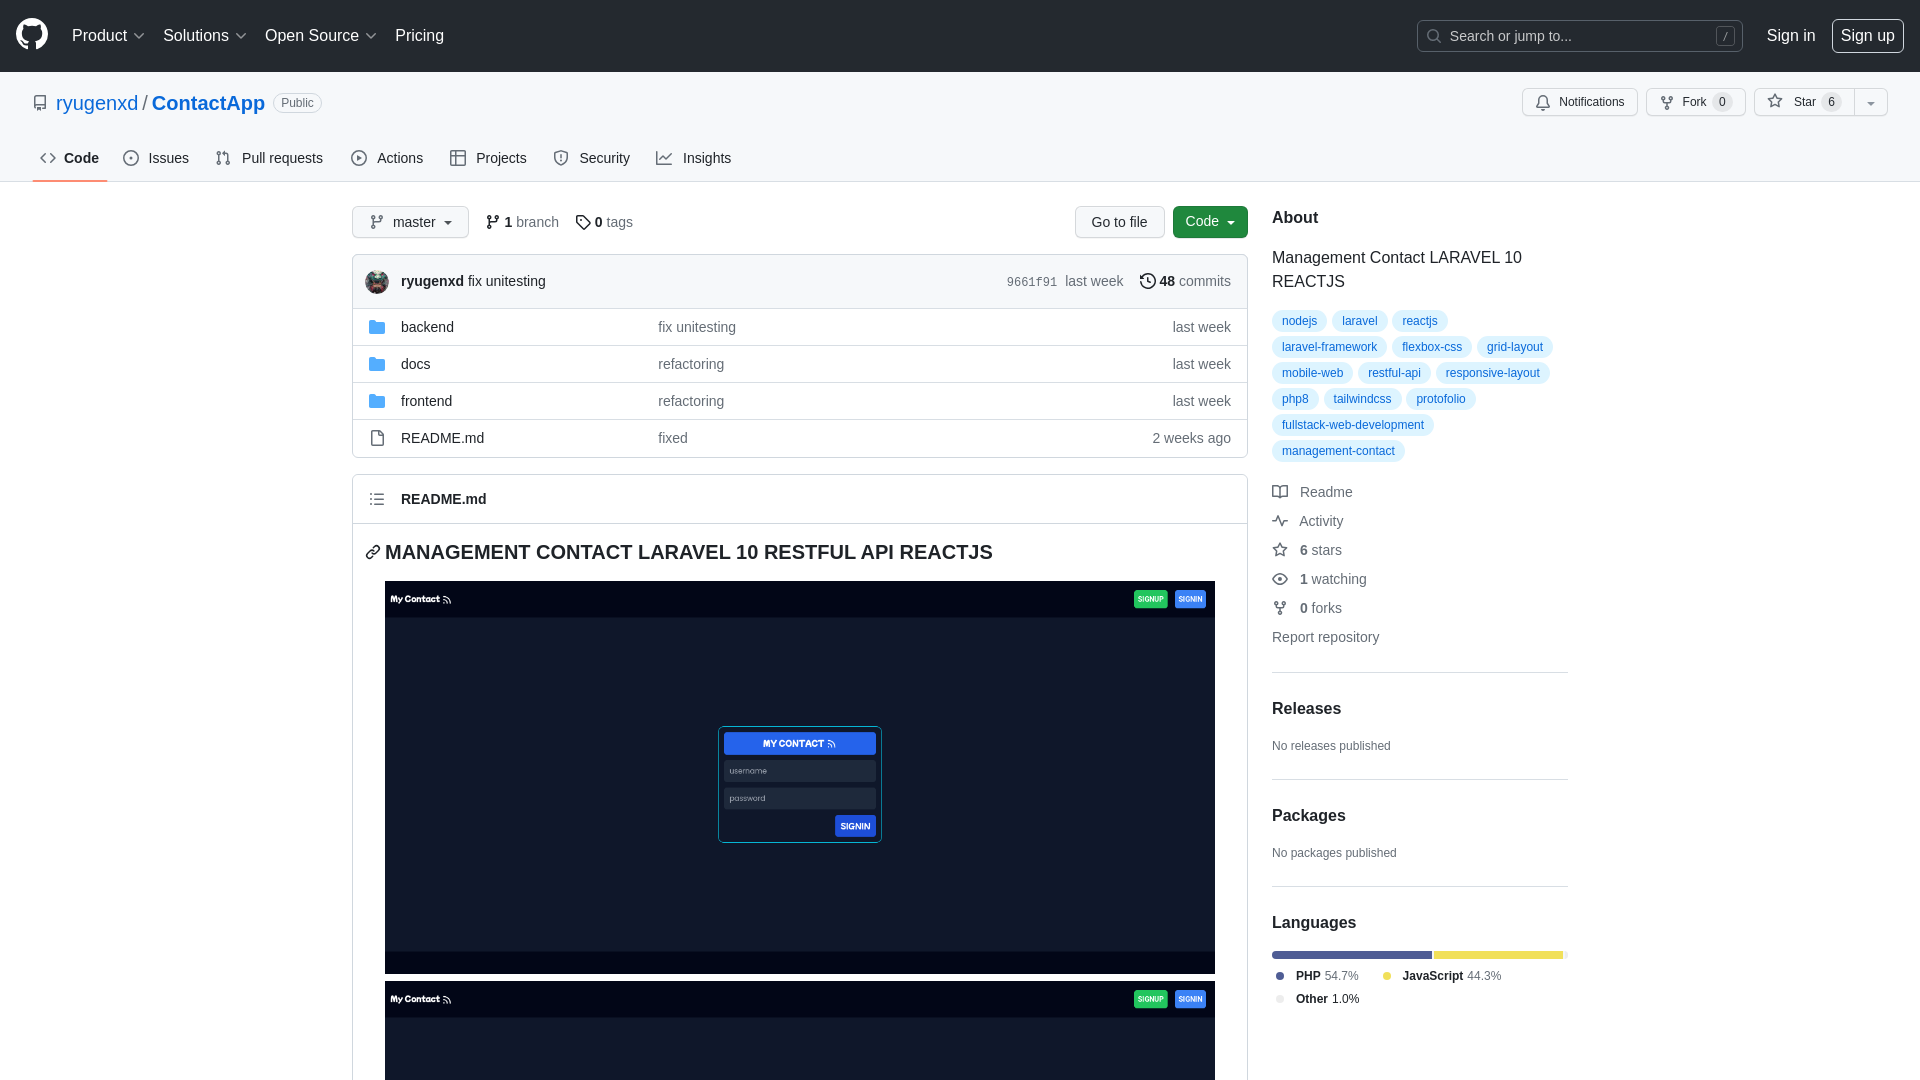 Product Solutions Open Source Pricing Search or jump to... / Sign in Sign up
ryugenxd / ContactApp Public Notifications Fork 0 Star 6
Code Issues Pull requests Actions Projects Security Insights
master 1 branch 0 tags Go to file Code
ryugenxd fix unitesting 9661f91 last week 48 commits
backend fix unitesting last week
docs refactoring last week
frontend refactoring last week
README.md fixed 2 weeks ago
README.md
MANAGEMENT CONTACT LARAVEL 10 RESTFUL API REACTJS
My Contact SIGNUP SIGNIN
MY CONTACT
username
password
SIGNIN
My Contact SIGNUP SIGNIN
About
Management Contact LARAVEL 10
REACTJS
nodejs laravel reactjs
laravel-framework flexbox-css grid-layout
mobile-web restful-api responsive-layout
php8 tailwindcss protofolio
fullstack-web-development
management-contact
Readme
Activity
6 stars
1 watching
0 forks
Report repository
Releases
No releases published
Packages
No packages published
Languages
PHP 54.7% JavaScript 44.3%
Other 1.0%